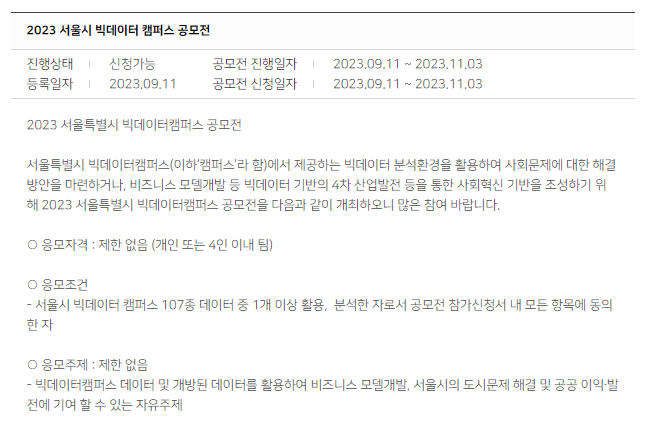 2023 서울시 빅데이터 캠퍼스 공모전
진행상태 | 신청가능 공모전 진행일자 | 2023.09.11 ~ 2023.11.03
등록일자 | 2023.09.11 공모전 신청일자 | 2023.09.11 ~ 2023.11.03
2023 서울특별시 빅데이터캠퍼스 공모전
서울특별시 빅데이터캠퍼스(이하'캠퍼스'라 함)에서 제공하는 빅데이터 분석환경을 활용하여 사회문제에 대한 해결
방안을 마련하거나, 비즈니스 모델개발 등 빅데이터 기반의 4차 산업발전 등을 통한 사회혁신 기반을 조성하기 위
해 2023 서울특별시 빅데이터캠퍼스 공모전을 다음과 같이 개최하오니 많은 참여 바랍니다.
○ 응모자격 : 제한 없음 (개인 또는 4인 이내 팀)
○ 응모조건
- 서울시 빅데이터 캠퍼스 107종 데이터 중 1개 이상 활용, 분석한 자로서 공모전 참가신청서 내 모든 항목에 동의
한 자
○ 응모주제 : 제한 없음
- 빅데이터캠퍼스 데이터 및 개방된 데이터를 활용하여 비즈니스 모델개발, 서울시의 도시문제 해결 및 공공 이익·발
전에 기여 할 수 있는 자유주제